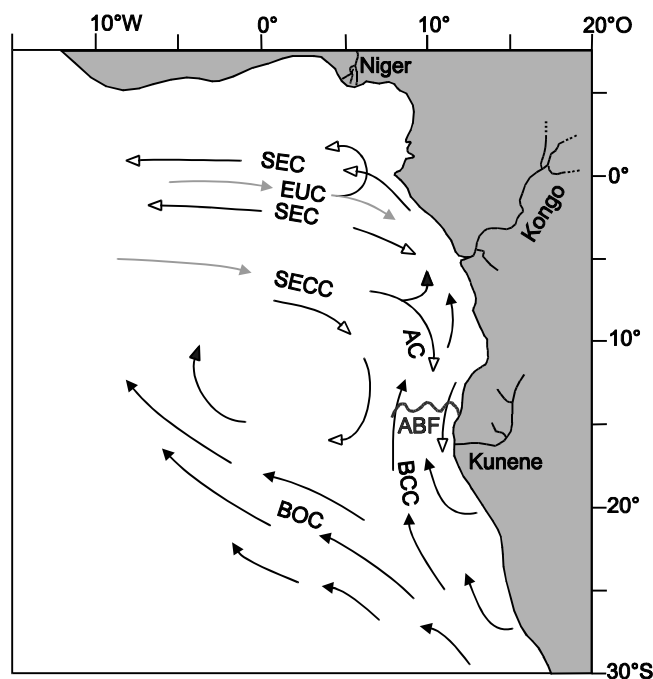 10°W 0° 10° 20°O
Niger
SEC
0°
EUC
SEC
Kongo
SECC
AC
10°
ABF
Kunene
BCC
20°
BOC
30°S